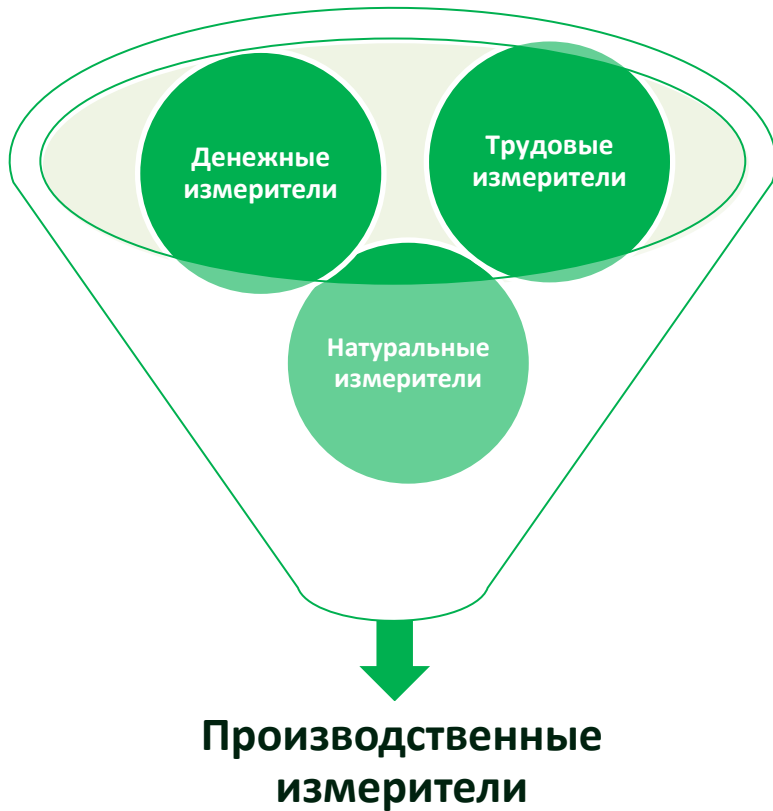 Денежные
измерители
Трудовые
измерители
Натуральные
измерители
Производственные
измерители